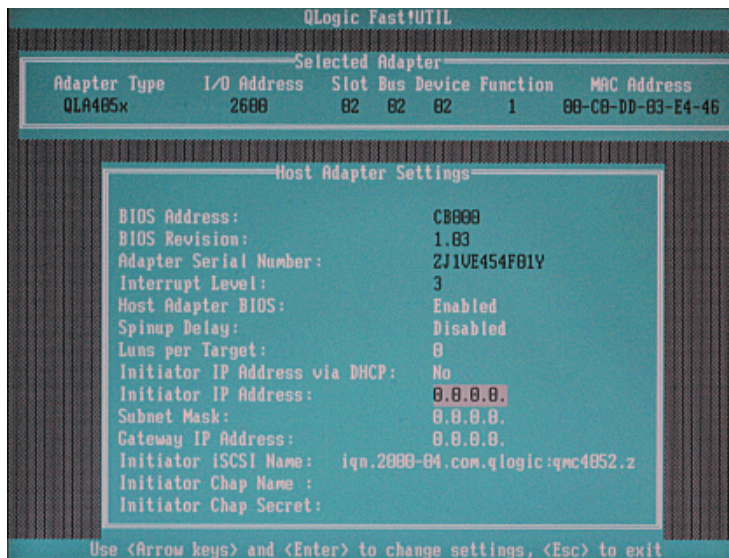 QLogic Fast!UTIL
Selected Adapter
Adapter Type I/O Address Slot Bus Device Function MAC Address
QLA405x 2600 02 02 02 1 00-C0-DD-03-E4-46
Host Adapter Settings
BIOS Address: CB000
BIOS Revision: 1.03
Adapter Serial Number: ZJ1VE454F01Y
Interrupt Level: 3
Host Adapter BIOS: Enabled
Spinup Delay: Disabled
Luns per Target: 0
Initiator IP Address via DHCP: No
Initiator IP Address: 0.0.0.0.
Subnet Mask: 0.0.0.0.
Gateway IP Address: 0.0.0.0.
Initiator iSCSI Name: iqn.2000-04.com.qlogic:qmc4052.z
Initiator Chap Name :
Initiator Chap Secret:
Use <Arrow keys> and <Enter> to change settings, <Esc> to exit